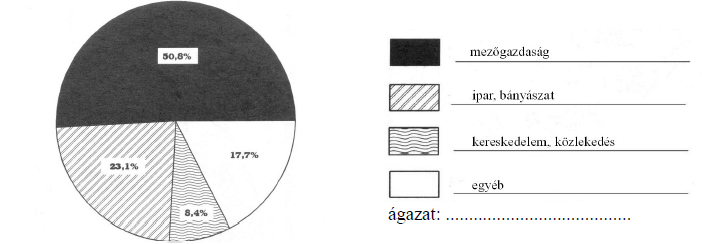 50,8%
23,1%
8,4%
17,7%
mezőgazdaság
ipar, bányászat
kereskedelem, közlekedés
egyéb
ágazat: ........................................